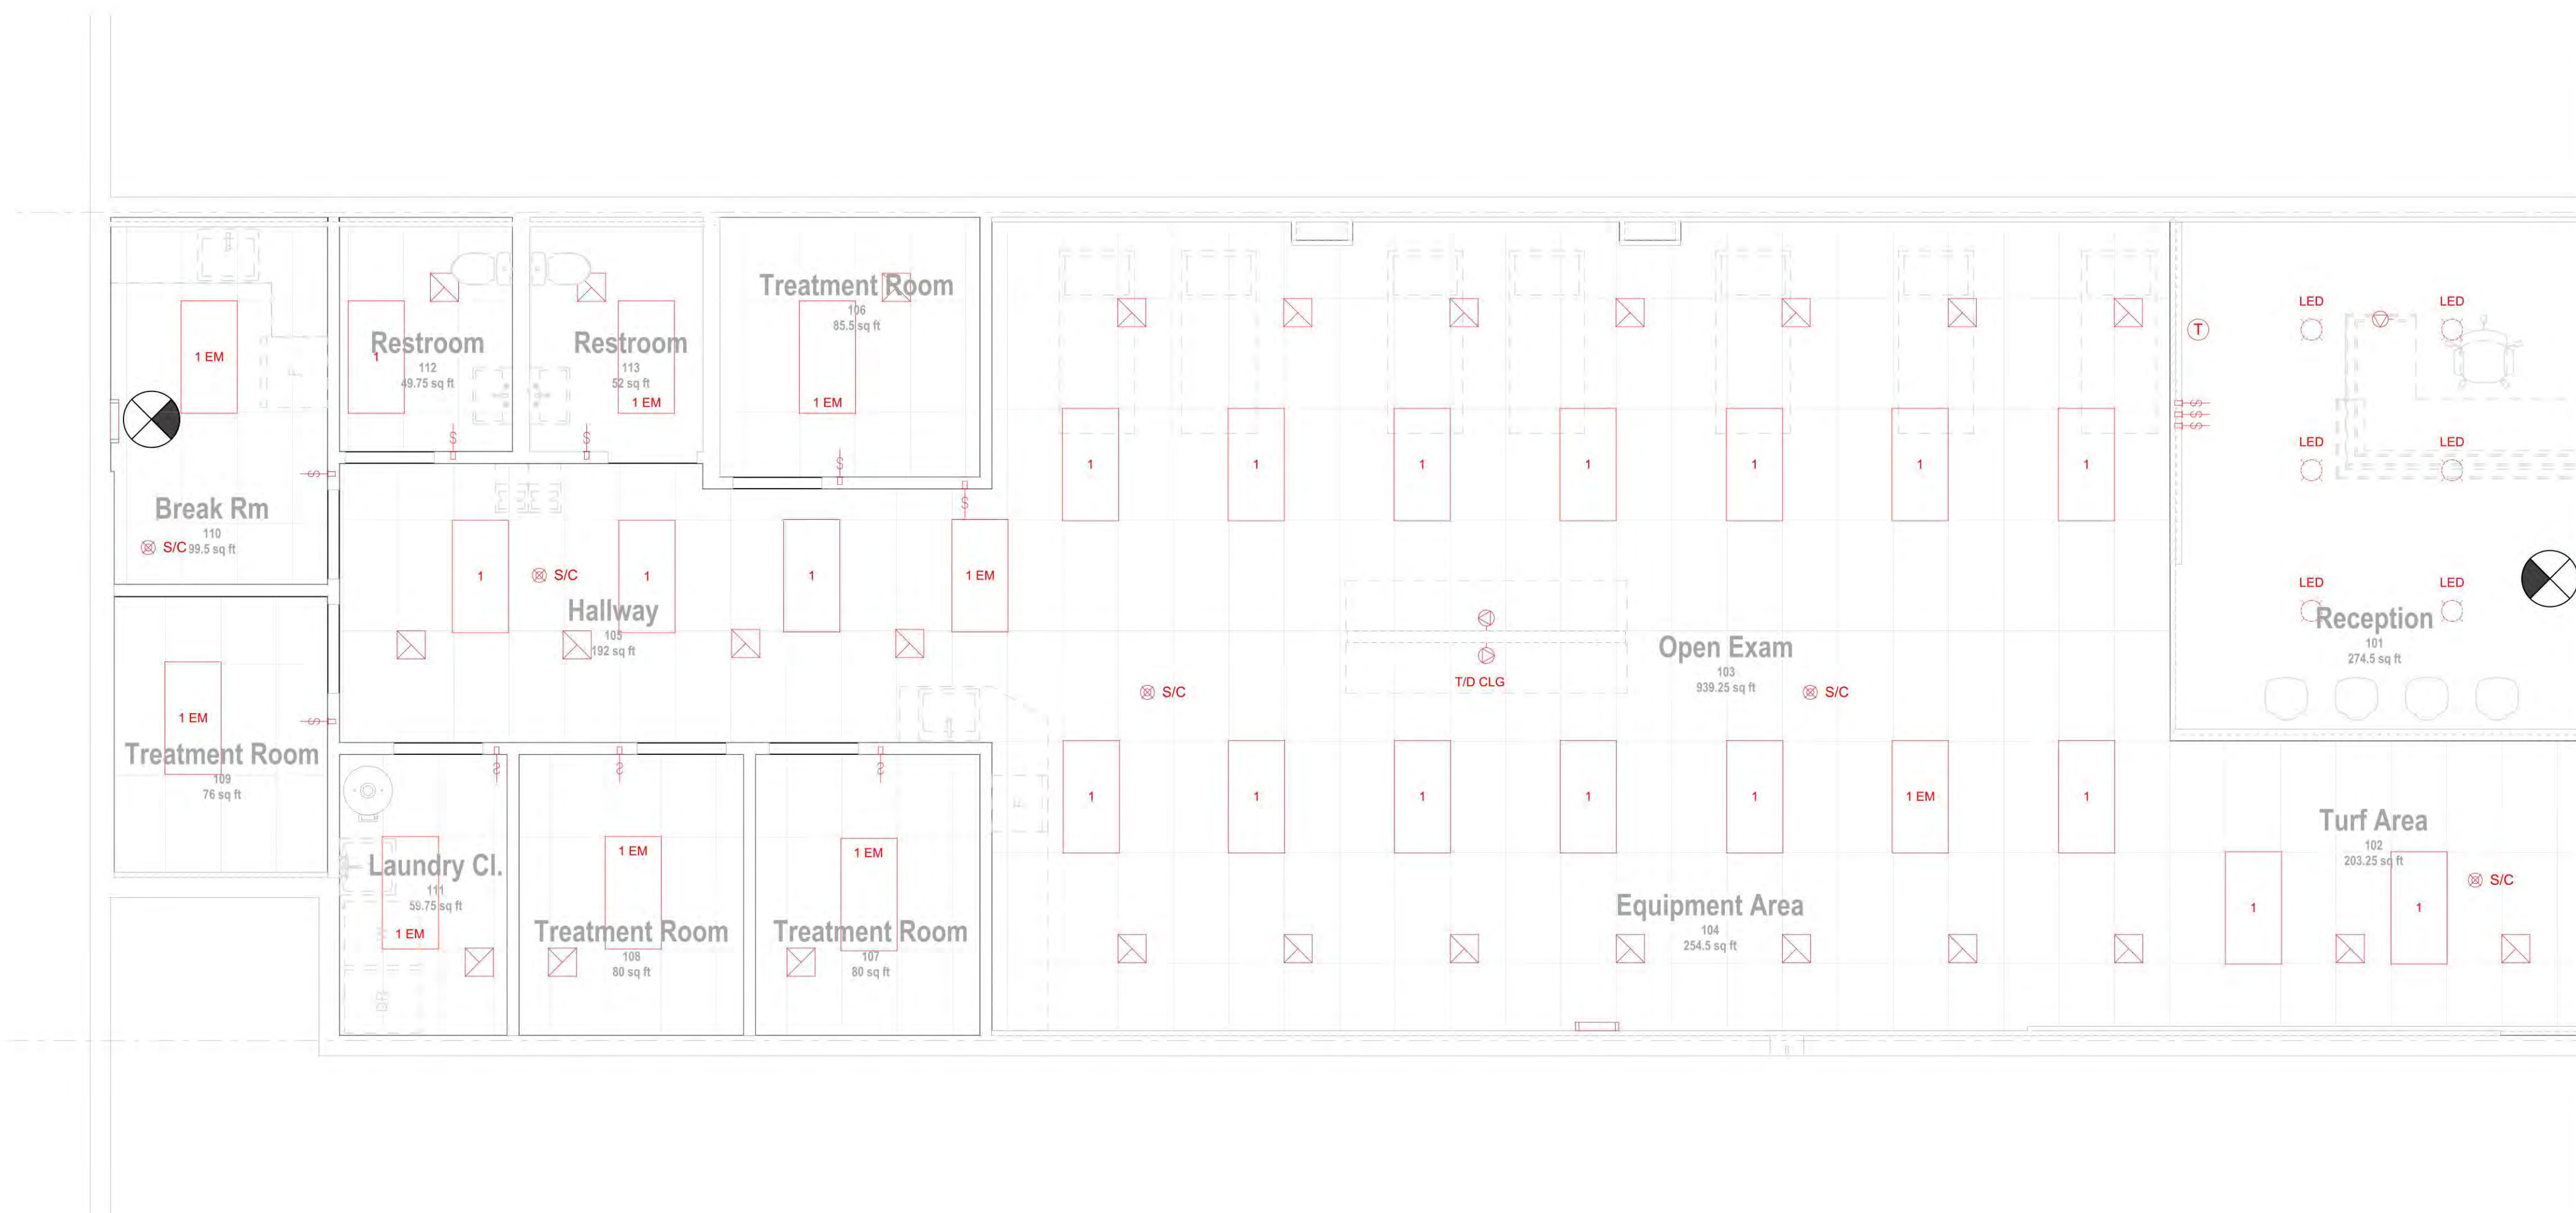 LED
LED
Treatment Room
106
85.5 sq ft
1 EM
T
1 EM
Restroom
112
49.75 sq ft
1
Restroom
113
52 sq ft
1 EM
F
S
S
S
1
1
1
1
1
1
1
LED
LED
S
S
S
S
S
Break Rm
110
99.5 sq ft
S/C
1
S/C
1
1
1 EM
Hallway
105
192 sq ft
LED
LED
Reception
101
274.5 sq ft
Open Exam
103
939.25 sq ft
T/D CLG
S/C
S/C
1 EM
Treatment Room
109
76 sq ft
S
S
S
S
1
1
1
1
1
1 EM
1
F
Turf Area
102
203.25 sq ft
S/C
1
1
Laundry Cl.
111
59.75 sq ft
1 EM
W
1 EM
Treatment Room
108
80 sq ft
1 EM
Treatment Room
107
80 sq ft
Equipment Area
104
254.5 sq ft